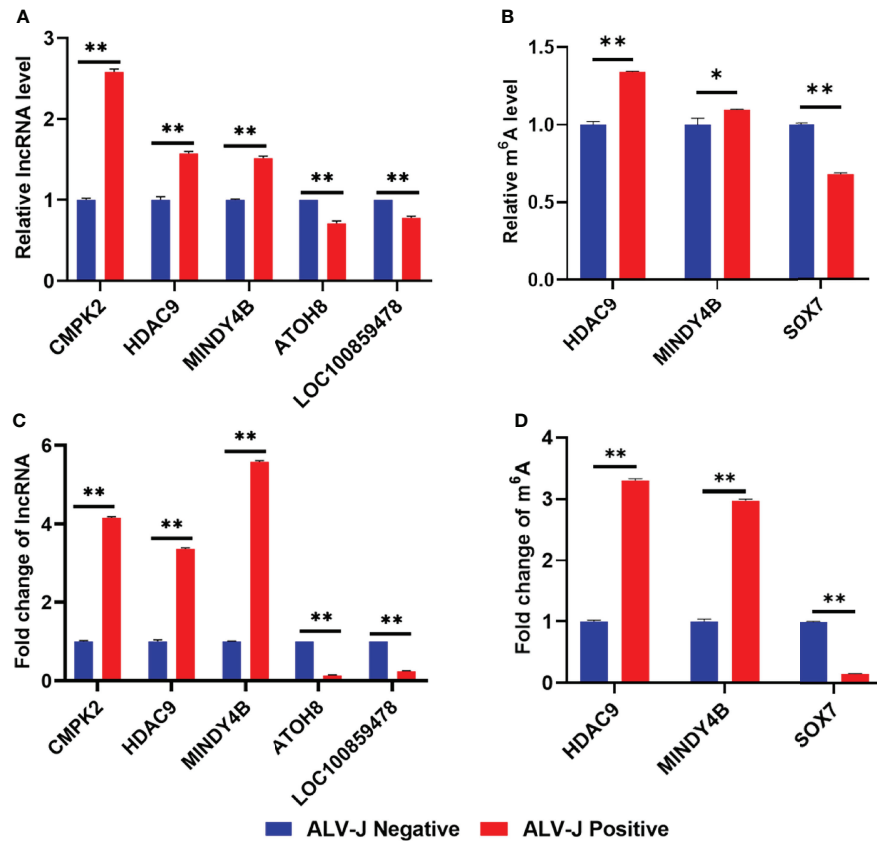 A
Relative lncRNA level
3
2
1
0
**
**
**
**
**
CMPK2
HDAC9
MINDY4B
ATOH8
LOC100859478
B
Relative m⁶A level
1.5
1.0
0.5
0.0
**
*
**
HDAC9
MINDY4B
SOX7
C
Fold change of lncRNA
6
4
2
0
**
**
**
**
**
CMPK2
HDAC9
MINDY4B
ATOH8
LOC100859478
D
Fold change of m⁶A
4
3
2
1
0
**
**
**
HDAC9
MINDY4B
SOX7
ALV-J Negative ALV-J Positive